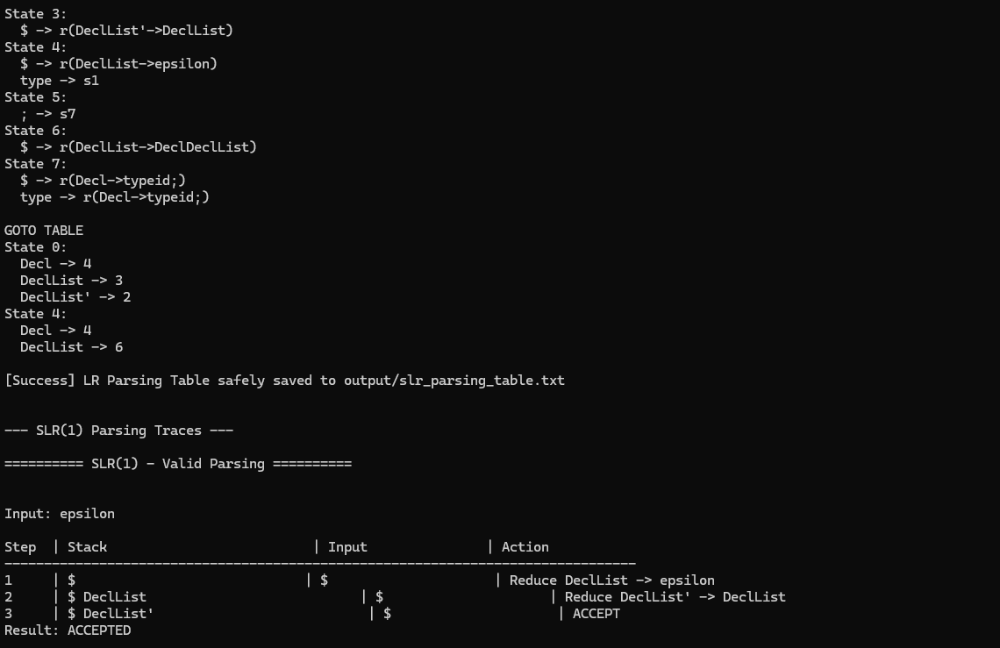 State 3:
  $ -> r(DeclList'->DeclList)
State 4:
  $ -> r(DeclList->epsilon)
  type -> s1
State 5:
  ; -> s7
State 6:
  $ -> r(DeclList->DeclDeclList)
State 7:
  $ -> r(Decl->typeid;)
  type -> r(Decl->typeid;)

GOTO TABLE
State 0:
  Decl -> 4
  DeclList -> 3
  DeclList' -> 2
State 4:
  Decl -> 4
  DeclList -> 6

[Success] LR Parsing Table safely saved to output/slr_parsing_table.txt

--- SLR(1) Parsing Traces ---

========== SLR(1) - Valid Parsing ==========

Input: epsilon

Step  | Stack                          | Input               | Action
--------------------------------------------------------------------------------
1     | $                             | $                     | Reduce DeclList -> epsilon
2     | $ DeclList                           | $                     | Reduce DeclList' -> DeclList
3     | $ DeclList'                           | $                     | ACCEPT
Result: ACCEPTED